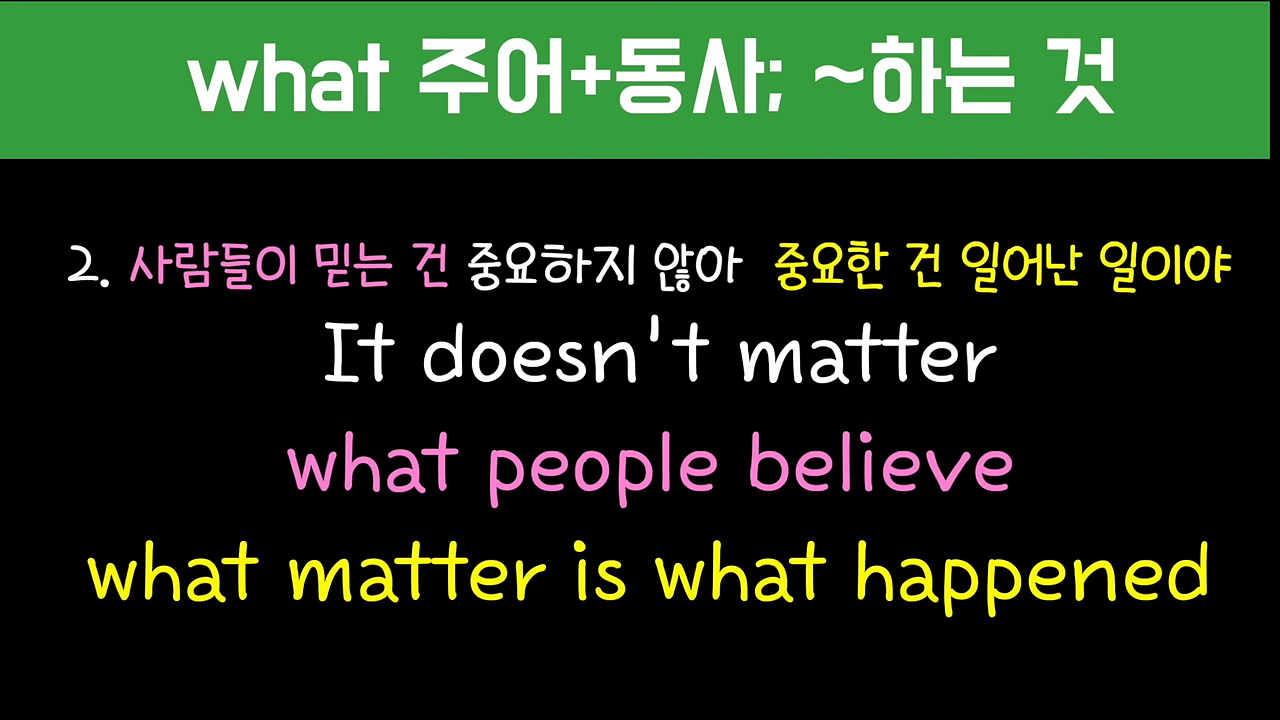 what 주어+동사; ~하는 것
2. 사람들이 믿는 건 중요하지 않아 중요한 건 일어난 일이야
It doesn't matter
what people believe
what matter is what happened